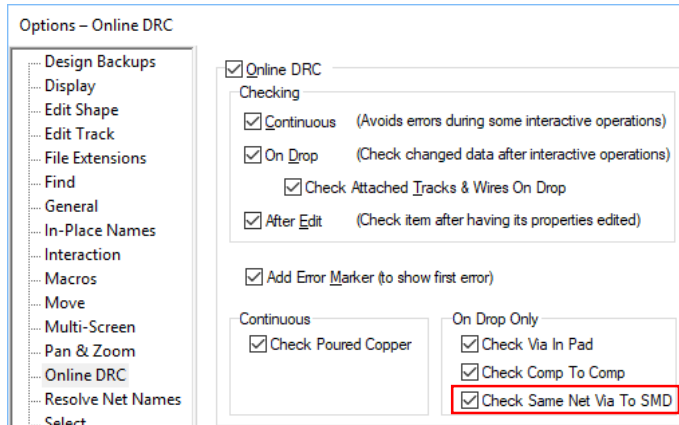 Options – Online DRC
Design Backups
Display
Edit Shape
Edit Track
File Extensions
Find
General
In-Place Names
Interaction
Macros
Move
Multi-Screen
Pan & Zoom
Online DRC
Resolve Net Names
Select
Online DRC
Checking
Continuous (Avoids errors during some interactive operations)
On Drop (Check changed data after interactive operations)
Check Attached Tracks & Wires On Drop
After Edit (Check item after having its properties edited)
Add Error Marker (to show first error)
Continuous
Check Poured Copper
On Drop Only
Check Via In Pad
Check Comp To Comp
Check Same Net Via To SMD